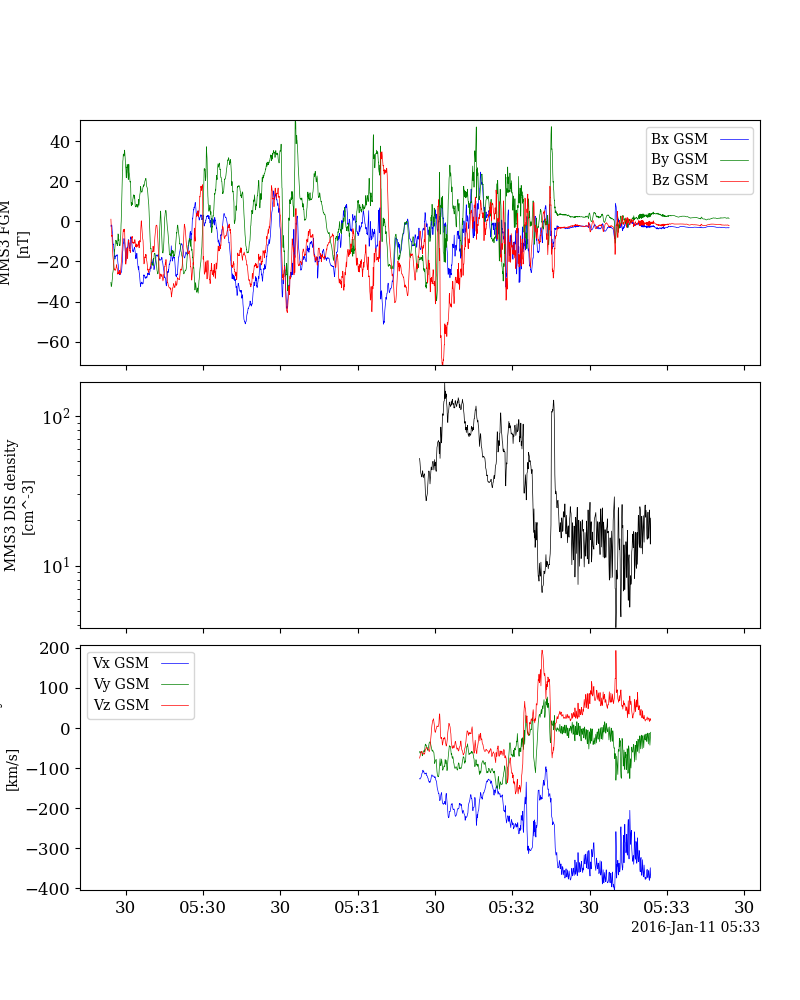 MMS3 FGM
[nT]
40
20
0
−20
−40
−60
Bx GSM
By GSM
Bz GSM
MMS3 DIS density
[cm^-3]
10^2
10^1
[km/s]
200
100
0
−100
−200
−300
−400
Vx GSM
Vy GSM
Vz GSM
30 05:30 30 05:31 30 05:32 30 05:33 30
2016-Jan-11 05:33